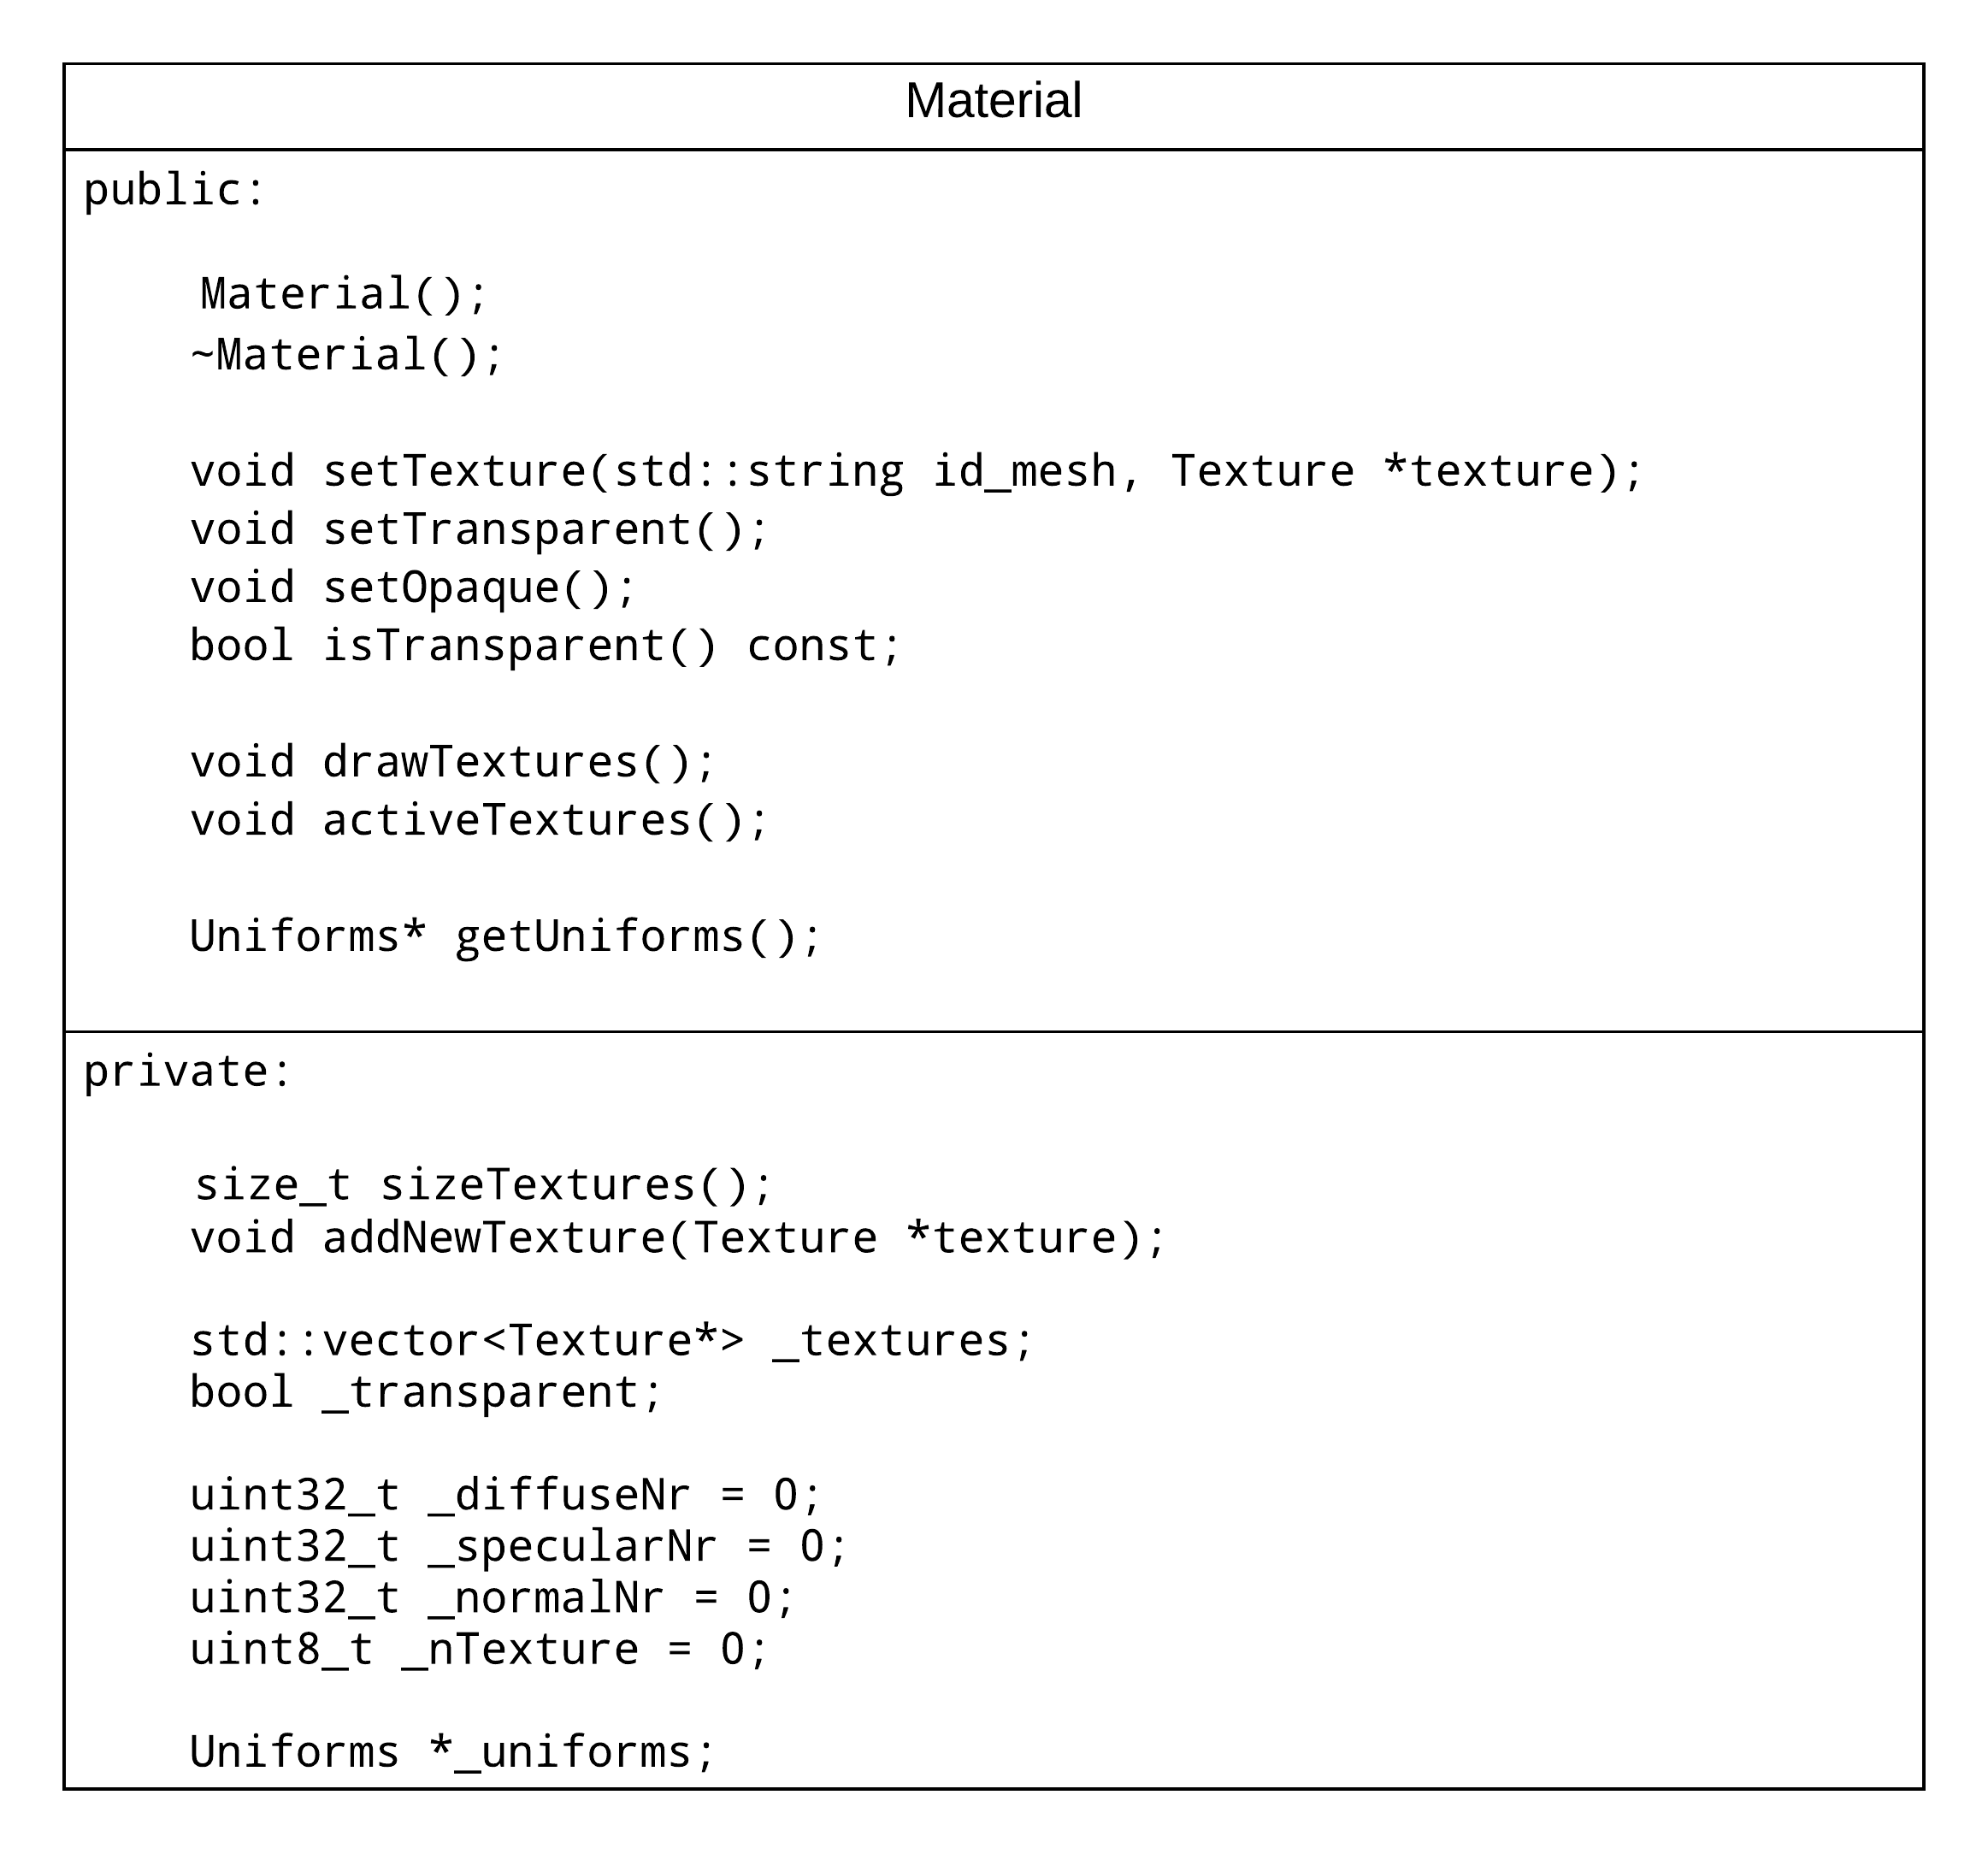 Material
public:
Material();
~Material();
void setTexture(std::string id_mesh, Texture *texture);
void setTransparent();
void setOpaque();
bool isTransparent() const;
void drawTextures();
void activeTextures();
Uniforms* getUniforms();
private:
size_t sizeTextures();
void addNewTexture(Texture *texture);
std::vector<Texture*> _textures;
bool _transparent;
uint32_t _diffuseNr = 0;
uint32_t _specularNr = 0;
uint32_t _normalNr = 0;
uint8_t _nTexture = 0;
Uniforms *_uniforms;